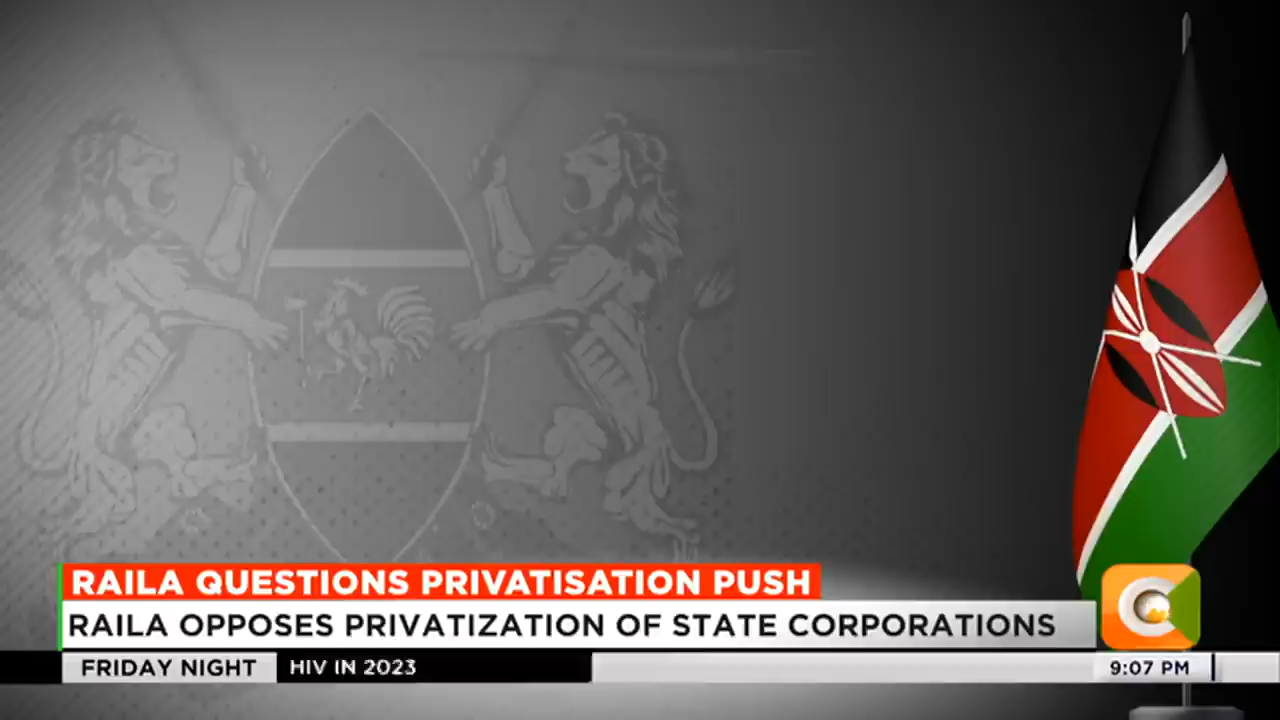 RAILA QUESTIONS PRIVATISATION PUSH
RAILA OPPOSES PRIVATIZATION OF STATE CORPORATIONS
FRIDAY NIGHT HIV IN 2023 9:07 PM